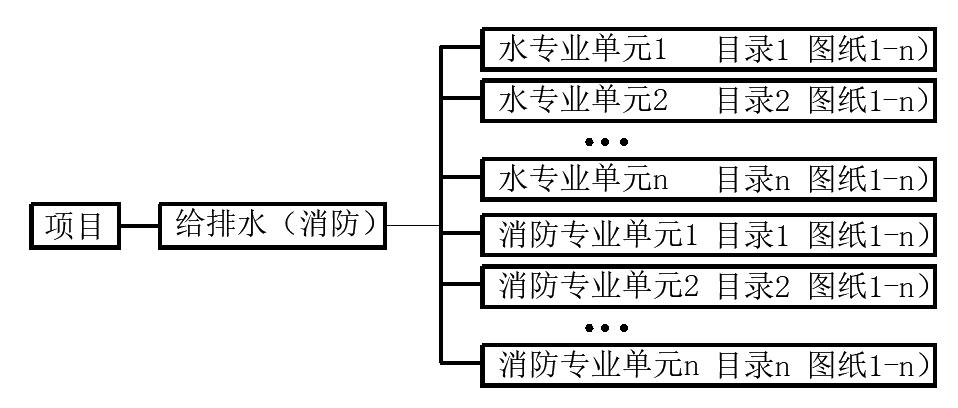 水专业单元1 目录1 图纸1-n)
水专业单元2 目录2 图纸1-n)
•••
水专业单元n 目录n 图纸1-n)
项目
给排水（消防）
消防专业单元1 目录1 图纸1-n)
消防专业单元2 目录2 图纸1-n)
•••
消防专业单元n 目录n 图纸1-n)